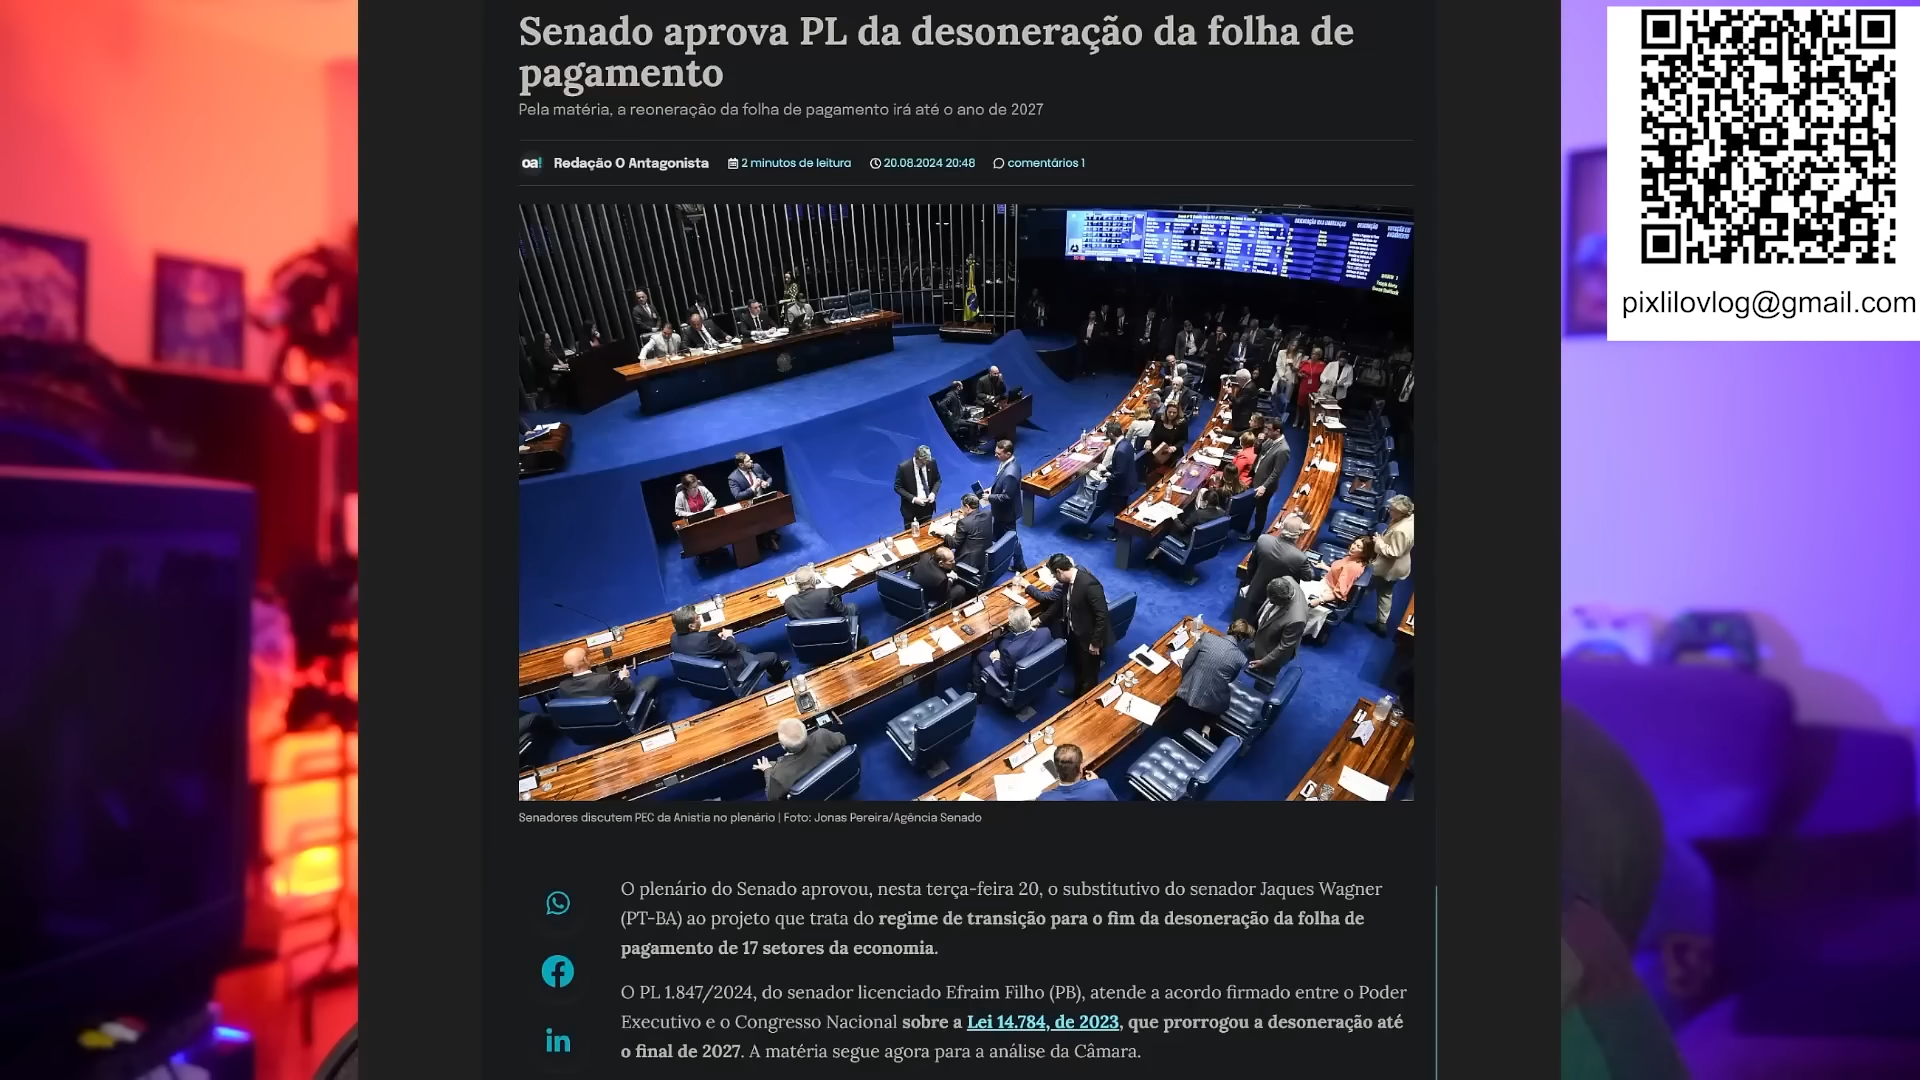 Senado aprova PL da desoneração da folha de
pagamento
Pela matéria, a reoneração da folha de pagamento irá até o ano de 2027
oa! Redação O Antagonista 2 minutos de leitura 20.08.2024 20:48 comentários 1
pixlilovlog@gmail.com
Senadores discutem PEC da Anistia no plenário | Foto: Jonas Pereira/Agência Senado
O plenário do Senado aprovou, nesta terça-feira 20, o substitutivo do senador Jaques Wagner
(PT-BA) ao projeto que trata do regime de transição para o fim da desoneração da folha de
pagamento de 17 setores da economia.
O PL 1.847/2024, do senador licenciado Efraim Filho (PB), atende a acordo firmado entre o Poder
Executivo e o Congresso Nacional sobre a Lei 14.784, de 2023, que prorrogou a desoneração até
o final de 2027. A matéria segue agora para a análise da Câmara.